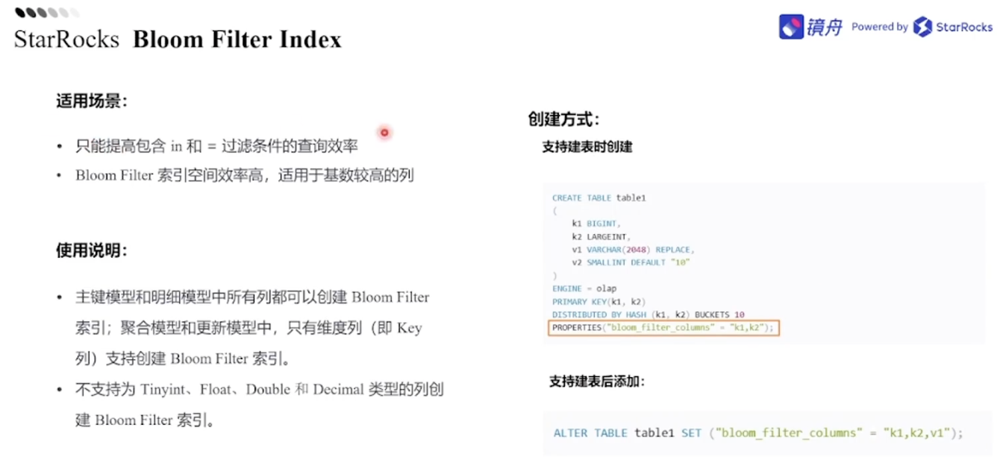 StarRocks Bloom Filter Index
镜舟 Powered by StarRocks
适用场景：
• 只能提高包含 in 和 = 过滤条件的查询效率
• Bloom Filter 索引空间效率高，适用于基数较高的列
使用说明：
• 主键模型和明细模型中所有列都可以创建 Bloom Filter
索引；聚合模型和更新模型中，只有维度列（即 Key
列）支持创建 Bloom Filter 索引。
• 不支持为 Tinyint、Float、Double 和 Decimal 类型的列创
建 Bloom Filter 索引。
创建方式：
支持建表时创建
CREATE TABLE table1
(
k1 BIGINT,
k2 LARGEINT,
v1 VARCHAR(2048) REPLACE,
v2 SMALLINT DEFAULT "10"
)
ENGINE = olap
PRIMARY KEY(k1, k2)
DISTRIBUTED BY HASH (k1, k2) BUCKETS 10
PROPERTIES("bloom_filter_columns" = "k1,k2");
支持建表后添加：
ALTER TABLE table1 SET ("bloom_filter_columns" = "k1,k2,v1");